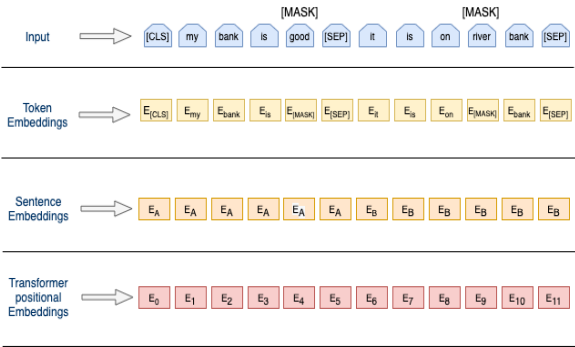 [MASK] [MASK]
Input [CLS] my bank is good [SEP] it is on river bank [SEP]
Token
Embeddings
E[CLS] Emy Ebank Eis E[MASK] E[SEP] Eit Eis Eon E[MASK] Ebank E[SEP]
Sentence
Embeddings
EA EA EA EA EA EA EB EB EB EB EB EB
Transformer
positional
Embeddings
E0 E1 E2 E3 E4 E5 E6 E7 E8 E9 E10 E11